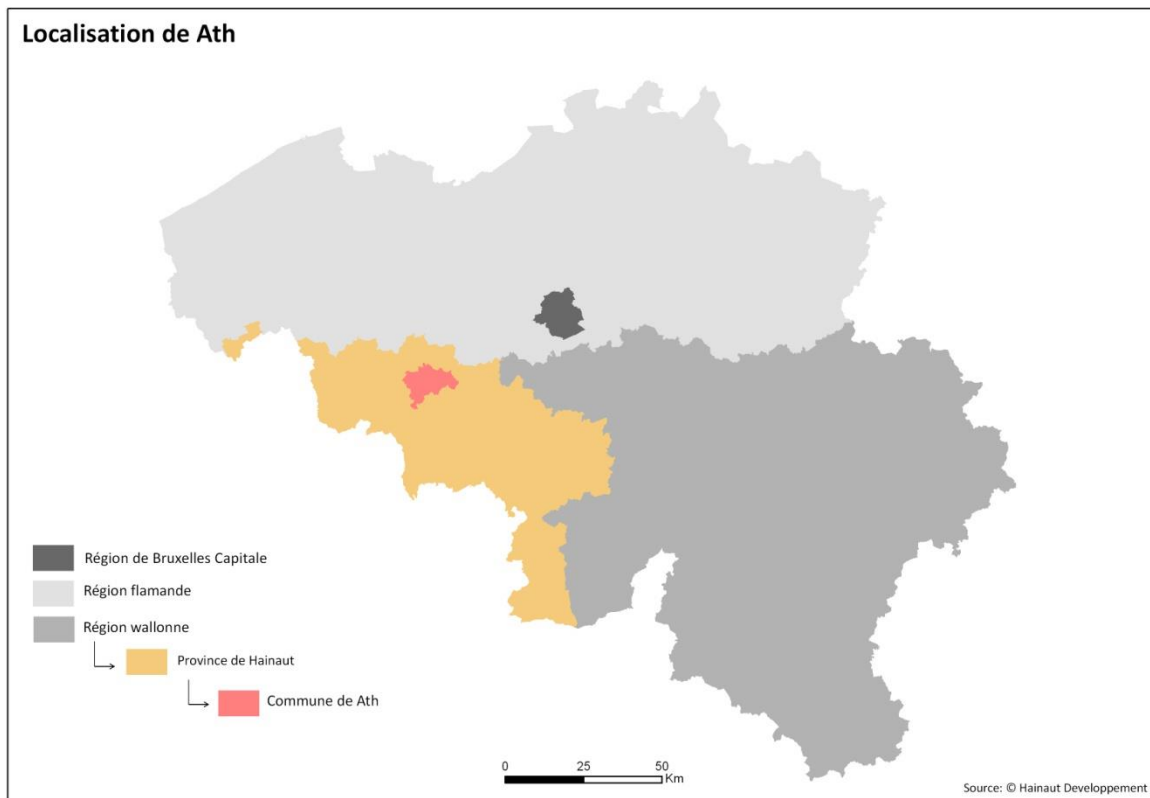 Localisation de Ath
Région de Bruxelles Capitale
Région flamande
Région wallonne
Province de Hainaut
Commune de Ath
0 25 50
Km
Source: © Hainaut Developpement